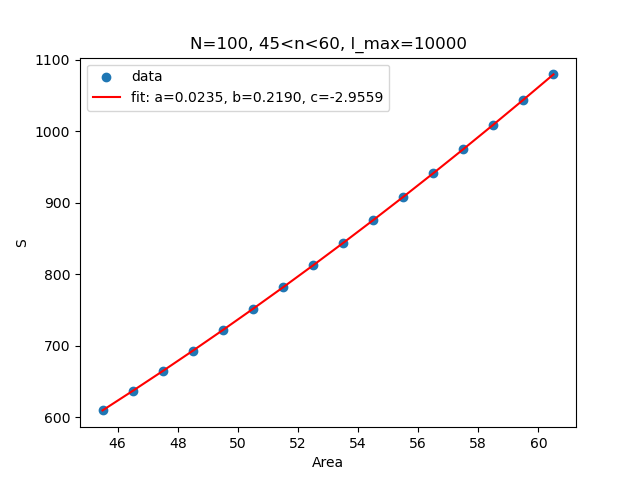 N=100, 45<n<60, l_max=10000
data
fit: a=0.0235, b=0.2190, c=-2.9559
1100
1000
900
800
700
600
S
46 48 50 52 54 56 58 60
Area